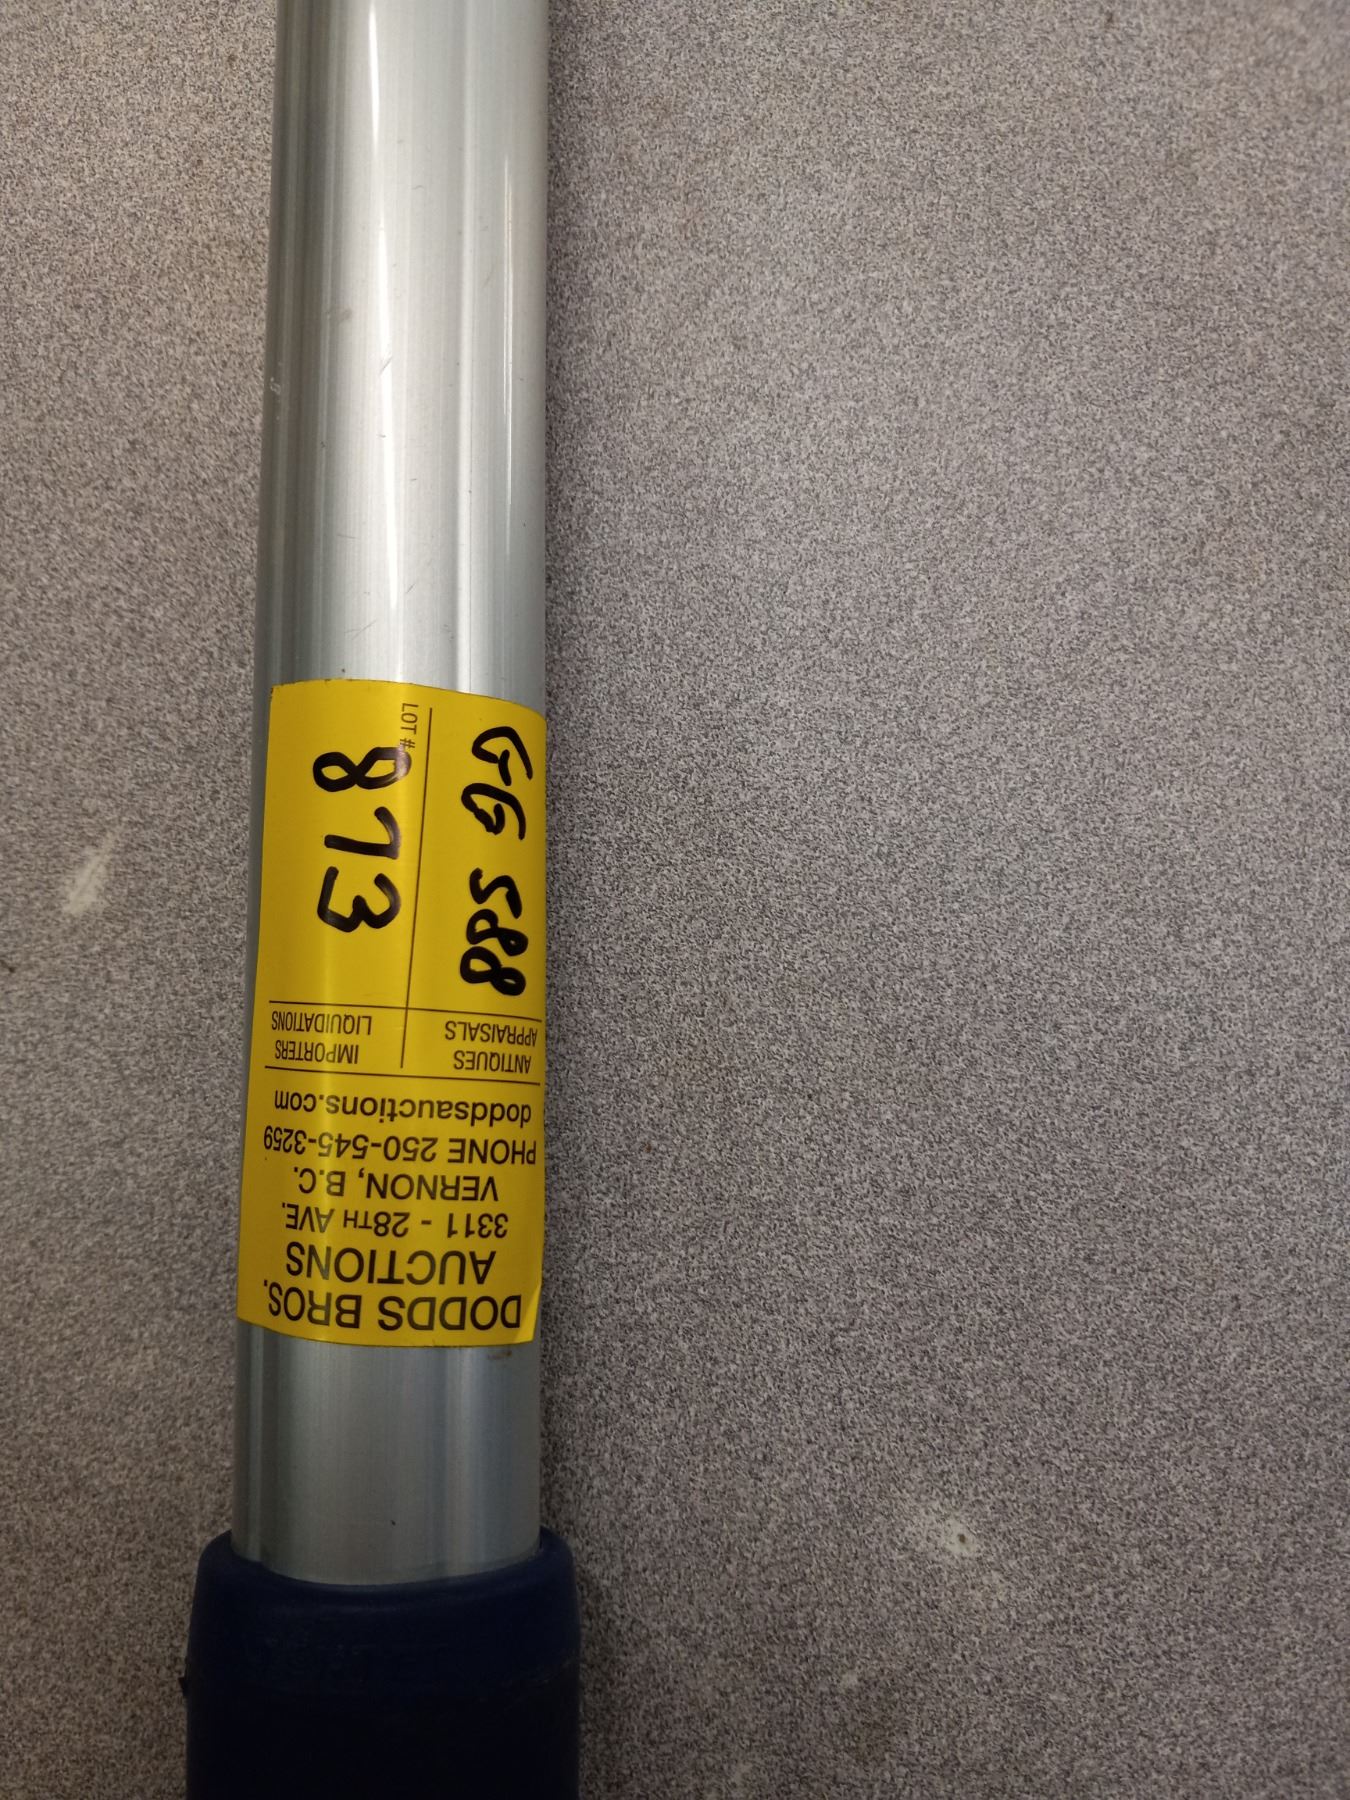 DODDS BROS.
AUCTIONS
3311 - 28TH AVE.
VERNON, B.C.
PHONE 250-545-3259
doddsauctions.com
ANTIQUES
APPRAISALS
IMPORTERS
LIQUIDATIONS
GG 588
LOT #
873